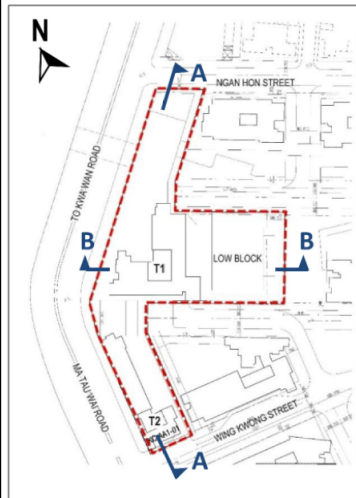 N
A
NGAN HON STREET
TO KWA WAN ROAD
B
T1
LOW BLOCK
B
MA TAU WAI ROAD
T2
WING KWONG STREET
A